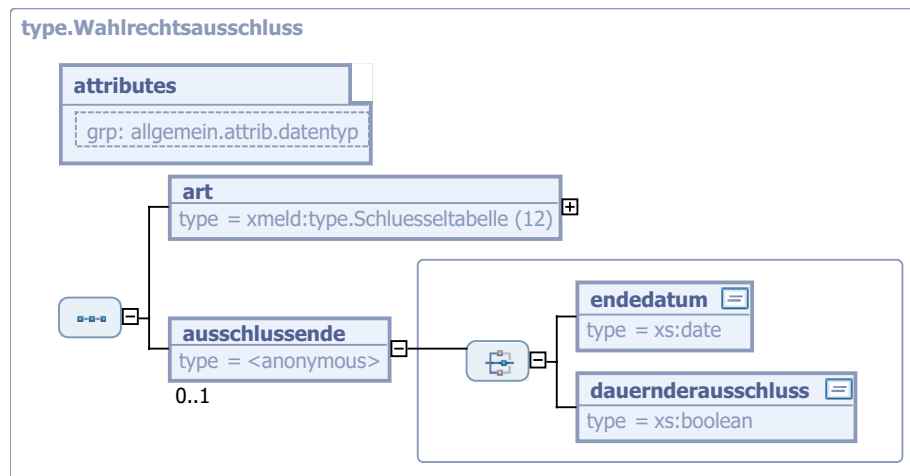 type.Wahlrechtsausschluss
attributes
grp: allgemein.attrib.datentyp
art
type = xmeld:type.Schluesseltabelle (12)
ausschlussende
type = <anonymous>
0..1
endedatum
type = xs:date
dauernderausschluss
type = xs:boolean